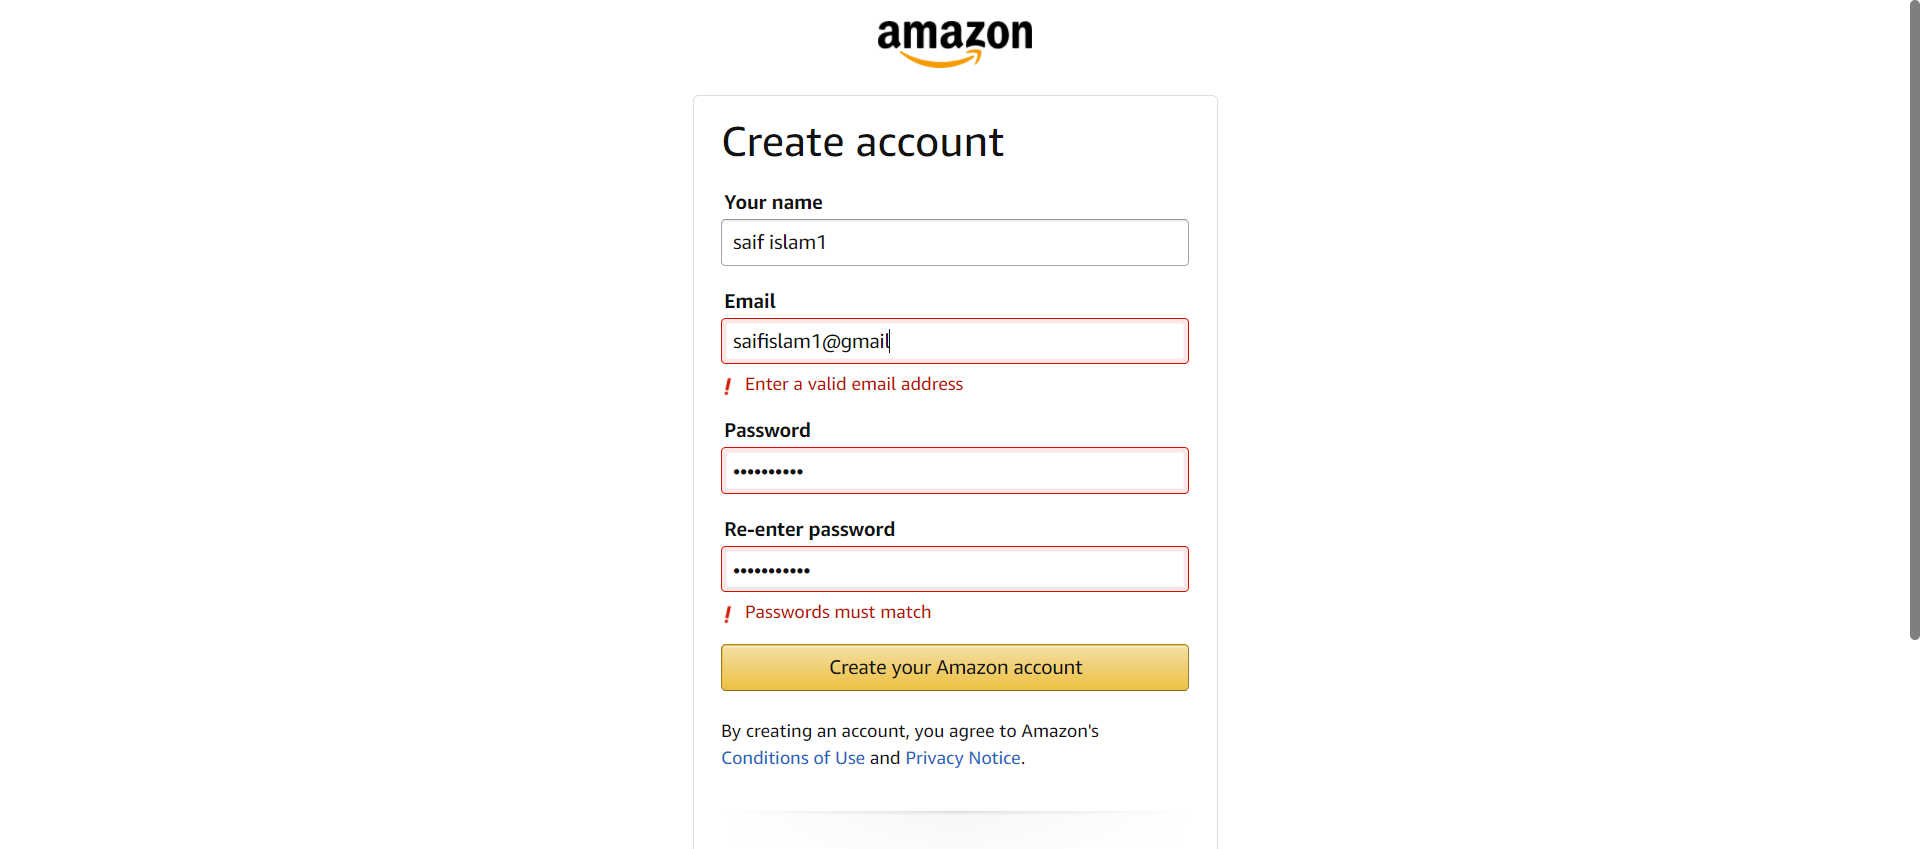 amazon
Create account
Your name
saif islam1
Email
saifislam1@gmail
! Enter a valid email address
Password
••••••••••
Re-enter password
•••••••••••
! Passwords must match
Create your Amazon account
By creating an account, you agree to Amazon's
Conditions of Use and Privacy Notice.